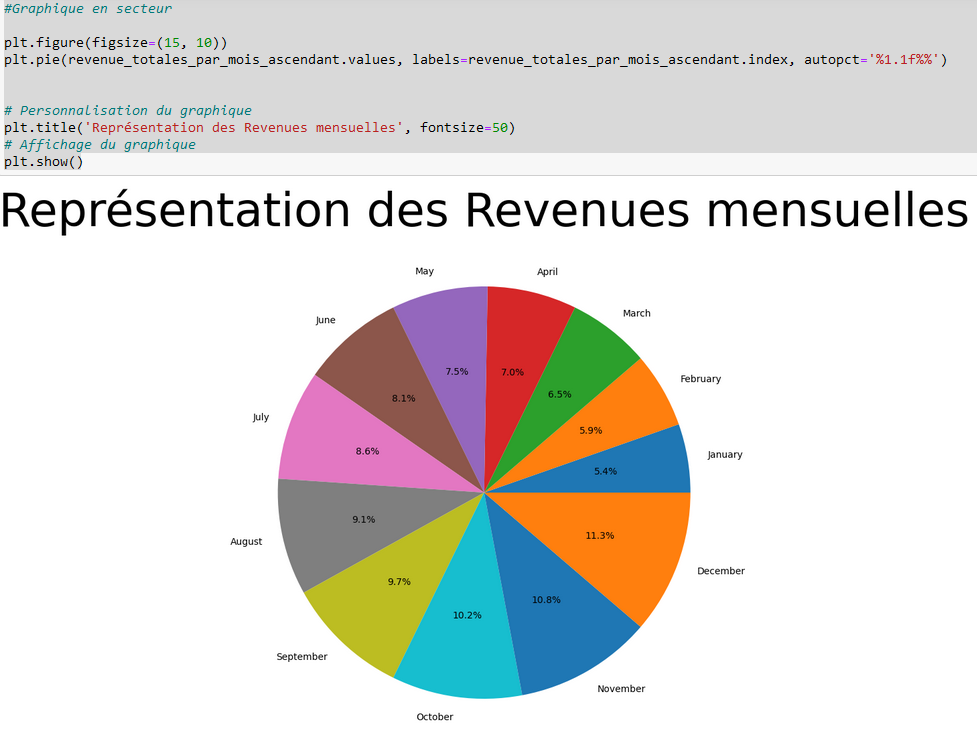 #Graphique en secteur
plt.figure(figsize=(15, 10))
plt.pie(revenue_totales_par_mois_ascendant.values, labels=revenue_totales_par_mois_ascendant.index, autopct='%1.1f%%')
# Personnalisation du graphique
plt.title('Représentation des Revenues mensuelles', fontsize=50)
# Affichage du graphique
plt.show()
Représentation des Revenues mensuelles
May
April
June
March
7.5%
7.0%
February
8.1%
6.5%
July
5.9%
8.6%
January
5.4%
9.1%
11.3%
August
December
9.7%
10.8%
10.2%
September
November
October